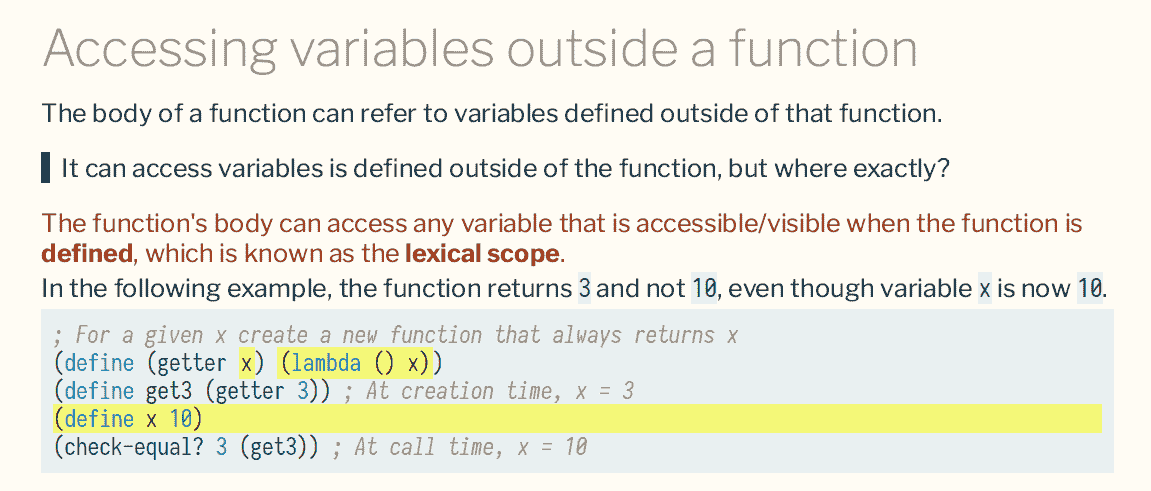 Accessing variables outside a function
The body of a function can refer to variables defined outside of that function.
It can access variables is defined outside of the function, but where exactly?
The function's body can access any variable that is accessible/visible when the function is
defined, which is known as the lexical scope.
In the following example, the function returns 3 and not 10, even though variable x is now 10.
; For a given x create a new function that always returns x
(define (getter x) (lambda () x))
(define get3 (getter 3)) ; At creation time, x = 3
(define x 10)
(check-equal? 3 (get3)) ; At call time, x = 10